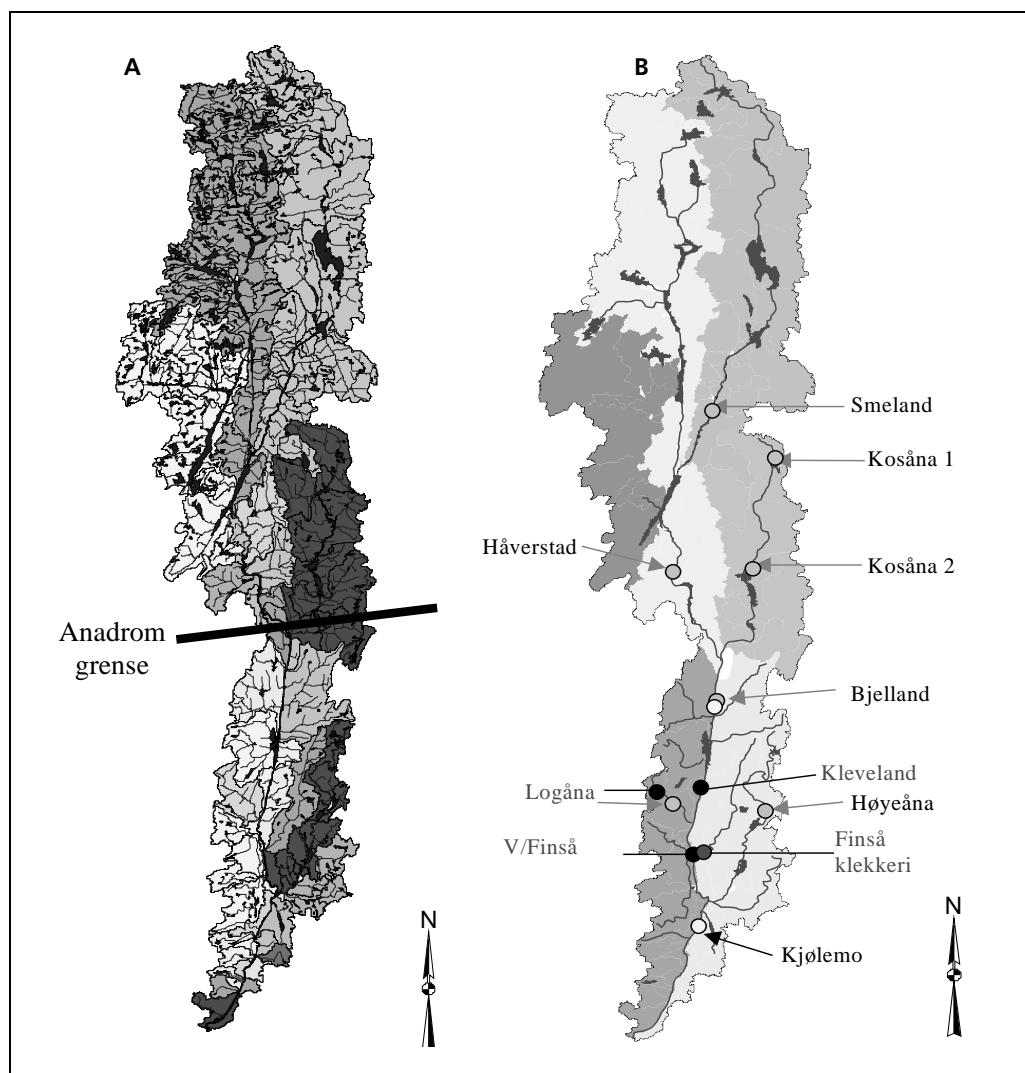 A
Anadrom
grense
N
B
Smeland
Kosåna 1
Håverstad
Kosåna 2
Bjelland
Kleveland
Logåna
Høyeåna
V/Finså
Finså
klekkeri
Kjølemo
N